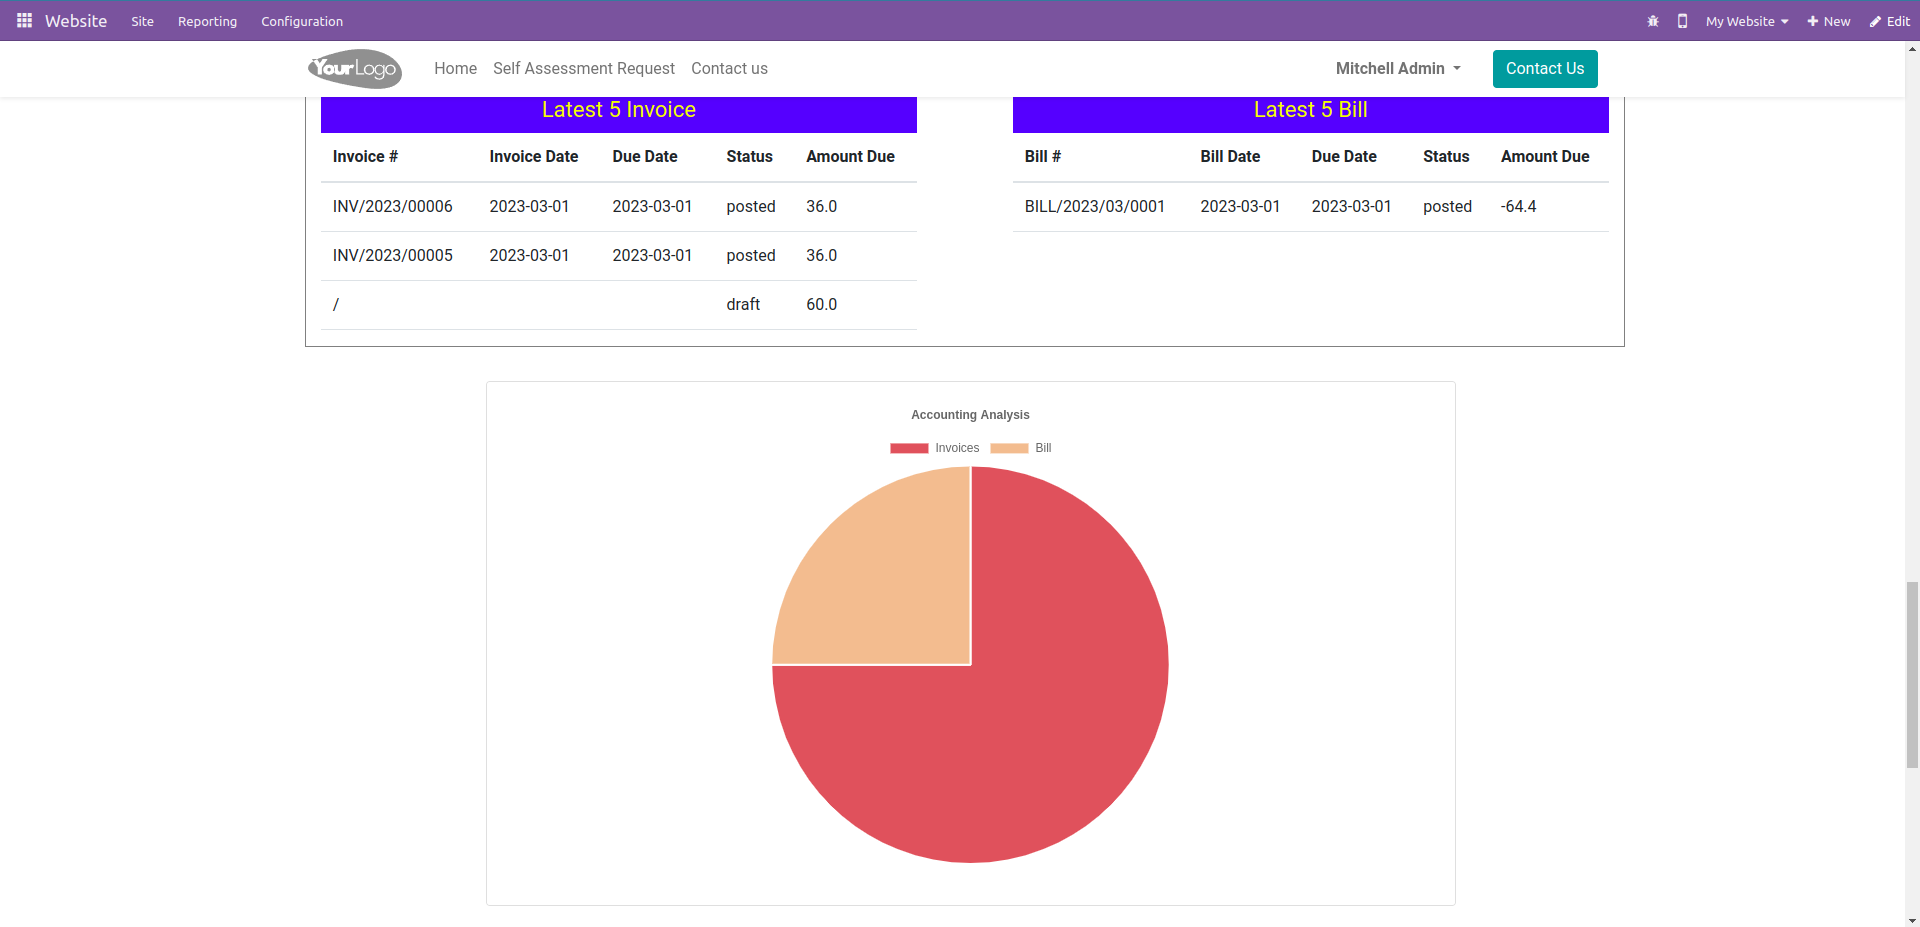 Website Site Reporting Configuration My Website New Edit
YourLogo Home Self Assessment Request Contact us Mitchell Admin Contact Us
Latest 5 Invoice
Invoice # Invoice Date Due Date Status Amount Due
INV/2023/00006 2023-03-01 2023-03-01 posted 36.0
INV/2023/00005 2023-03-01 2023-03-01 posted 36.0
/ draft 60.0
Latest 5 Bill
Bill # Bill Date Due Date Status Amount Due
BILL/2023/03/0001 2023-03-01 2023-03-01 posted -64.4
Accounting Analysis
Invoices Bill